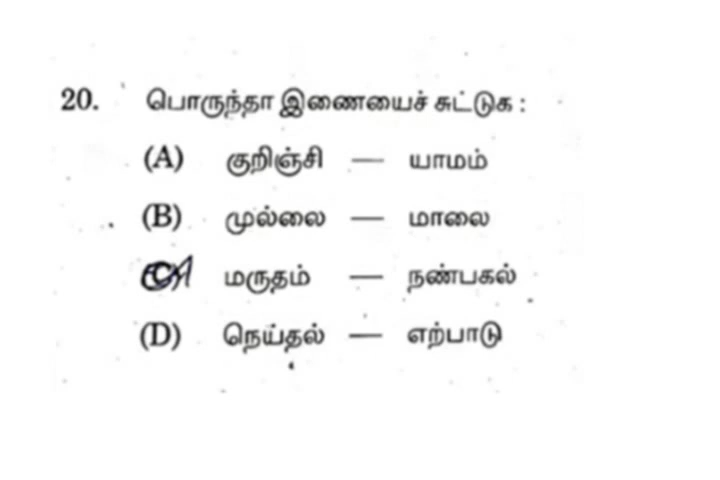 20. பொருந்தா இணையைச் சுட்டுக :
(A) குறிஞ்சி — யாமம்
(B) முல்லை — மாலை
(C) மருதம் — நண்பகல்
(D) நெய்தல் — எற்பாடு